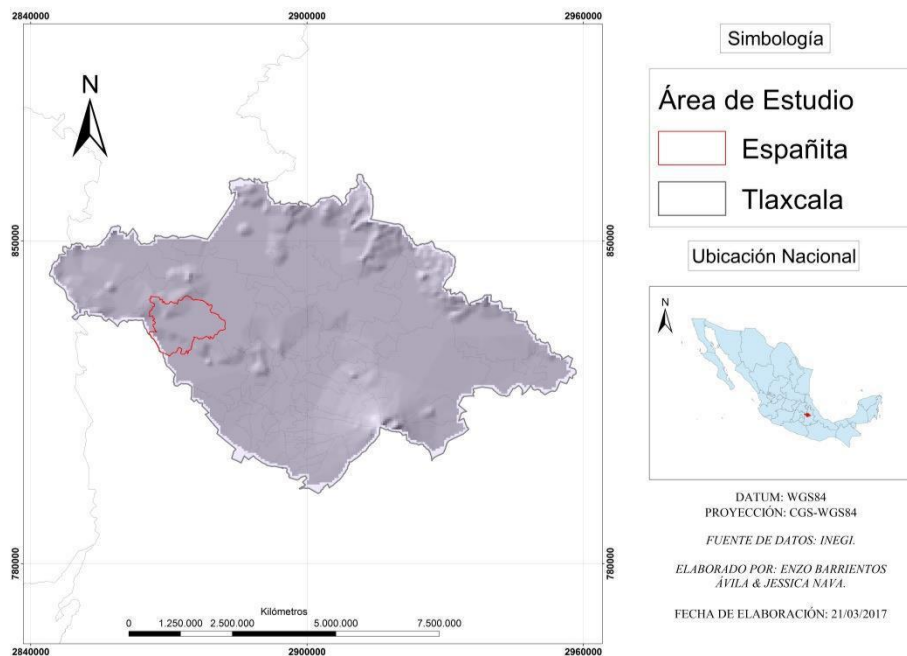 2840000 2900000 2960000
N
850000 850000
780000 780000
Kilómetros
0 1.250.000 2.500.000 5.000.000 7.500.000
2840000 2900000 2960000
Simbología
Área de Estudio
Españita
Tlaxcala
Ubicación Nacional
N
DATUM: WGS84
PROYECCIÓN: CGS-WGS84
FUENTE DE DATOS: INEGI.
ELABORADO POR: ENZO BARRIENTOS
ÁVILA & JESSICA NAVA.
FECHA DE ELABORACIÓN: 21/03/2017